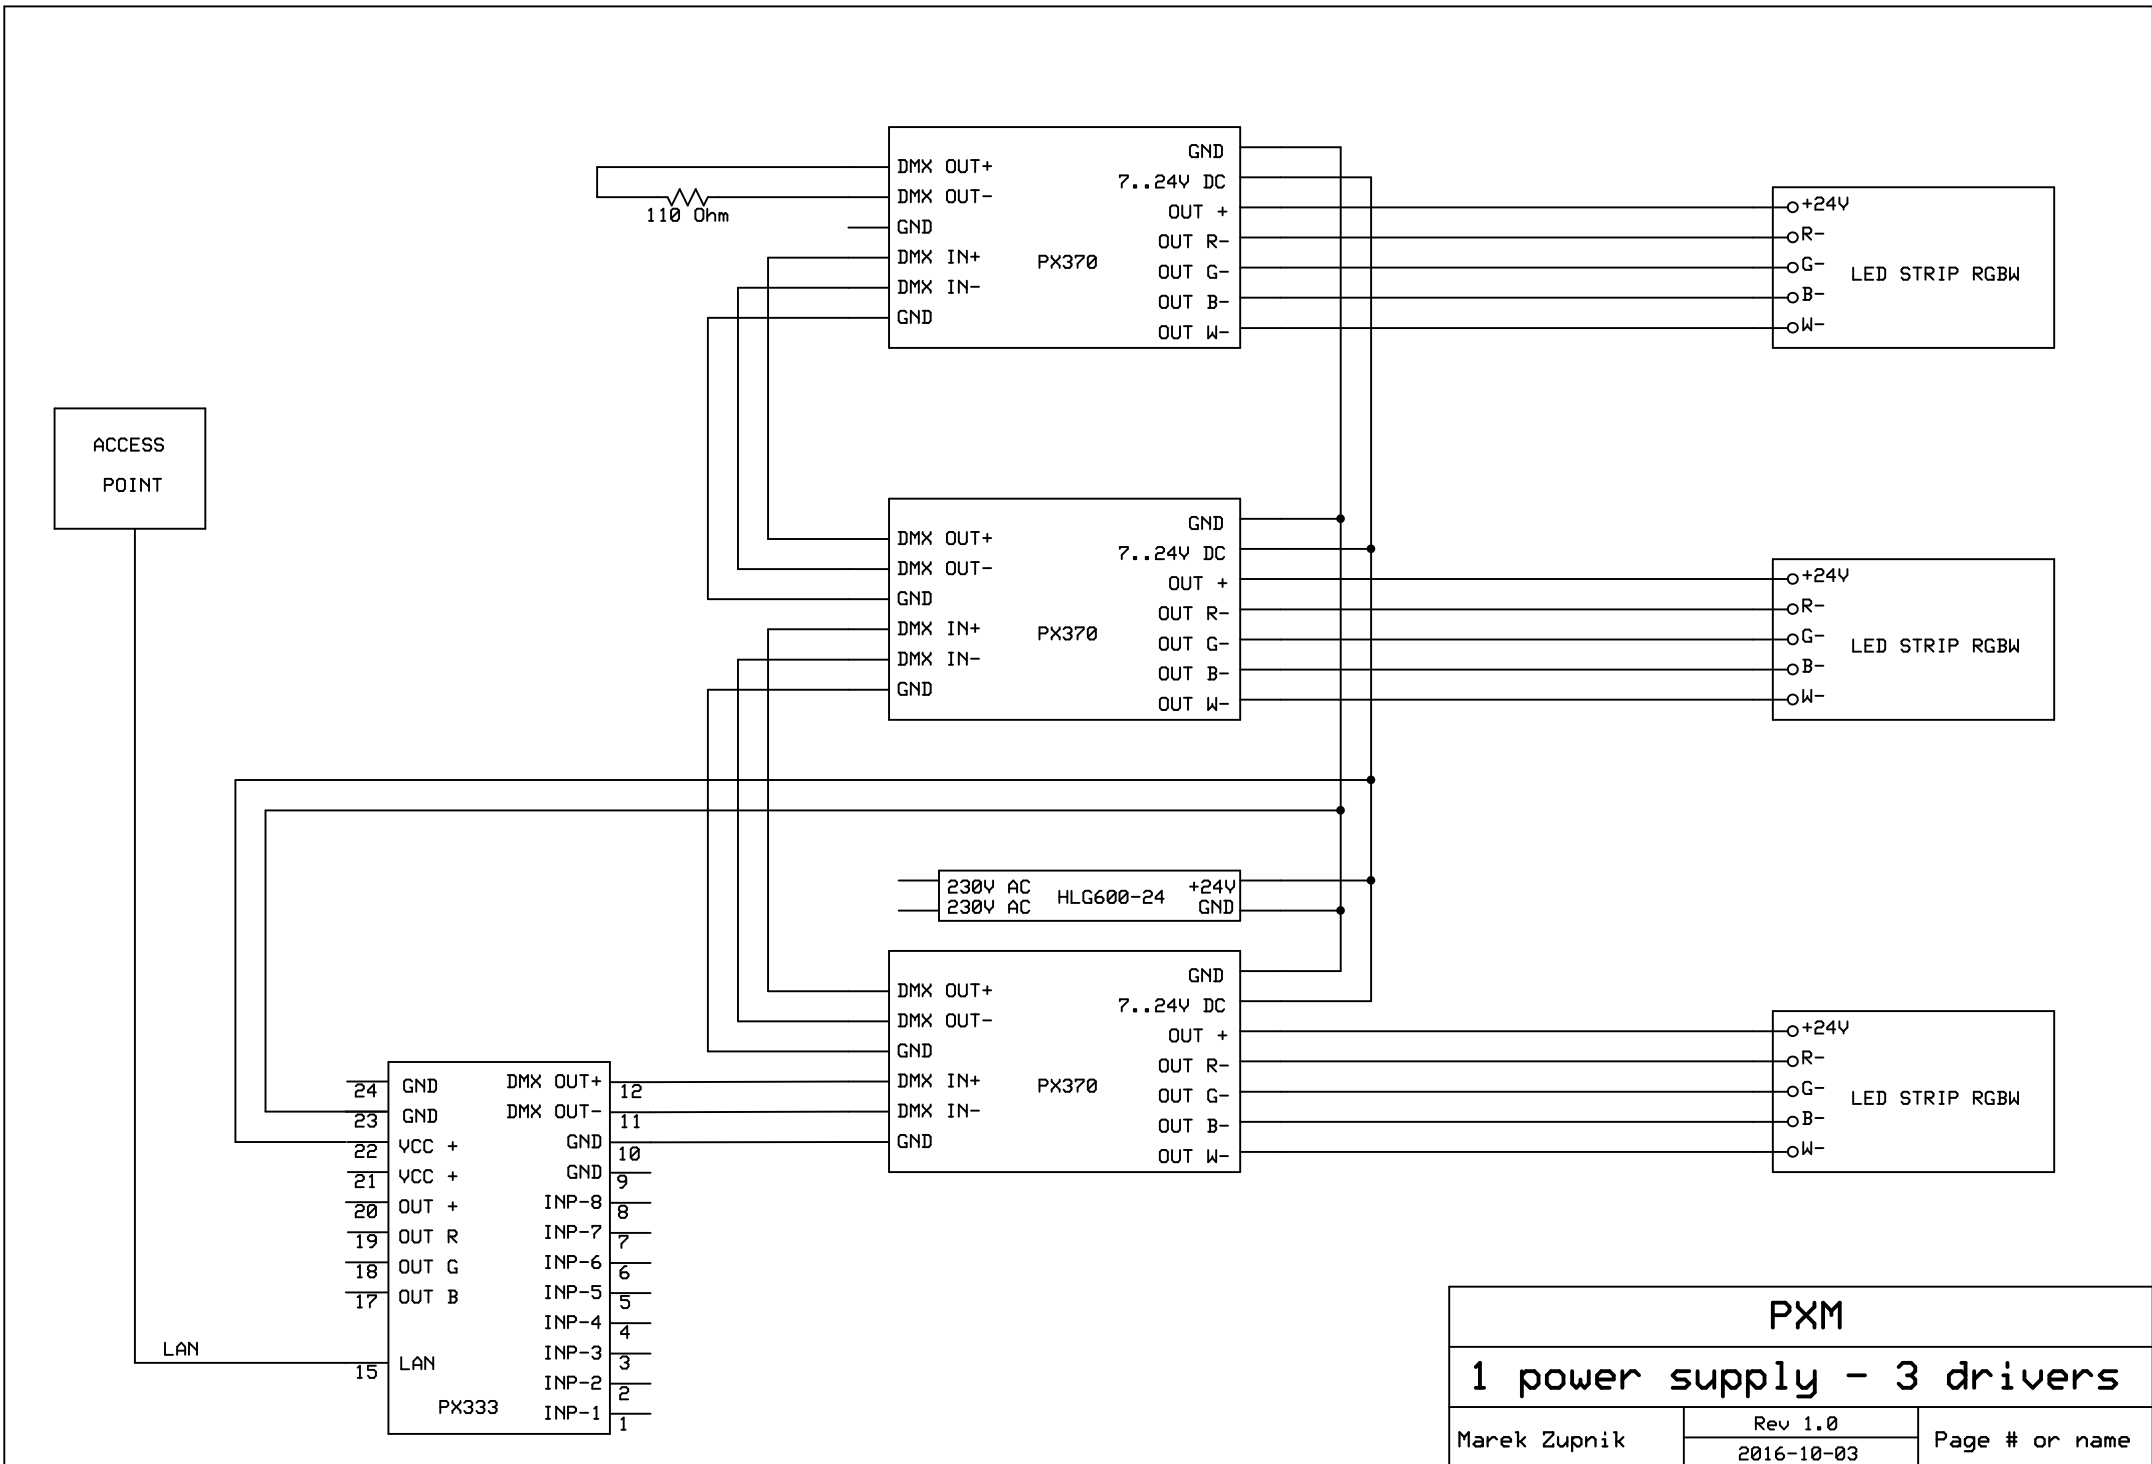 DMX OUT+
DMX OUT-
GND
DMX IN+
DMX IN-
GND
PX370
GND
7..24V DC
OUT +
OUT R-
OUT G-
OUT B-
OUT W-
110 Ohm
+24V
R-
G-
B-
W-
LED STRIP RGBW
ACCESS
POINT
DMX OUT+
DMX OUT-
GND
DMX IN+
DMX IN-
GND
PX370
GND
7..24V DC
OUT +
OUT R-
OUT G-
OUT B-
OUT W-
+24V
R-
G-
B-
W-
LED STRIP RGBW
230V AC
230V AC
HLG600-24
+24V
GND
DMX OUT+
DMX OUT-
GND
DMX IN+
DMX IN-
GND
PX370
GND
7..24V DC
OUT +
OUT R-
OUT G-
OUT B-
OUT W-
+24V
R-
G-
B-
W-
LED STRIP RGBW
24 GND
23 GND
22 VCC +
21 VCC +
20 OUT +
19 OUT R
18 OUT G
17 OUT B
LAN
15 LAN
PX333
DMX OUT+ 12
DMX OUT- 11
GND 10
GND 9
INP-8 8
INP-7 7
INP-6 6
INP-5 5
INP-4 4
INP-3 3
INP-2 2
INP-1 1
PXM
1 power supply - 3 drivers
Marek Zupnik
Rev 1.0
2016-10-03
Page # or name